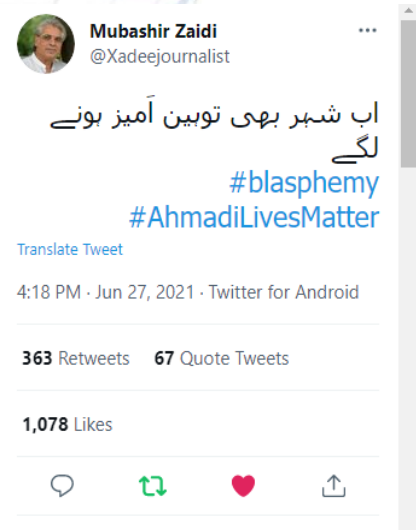 Mubashir Zaidi
@Xadeejournalist
اب شہر بھی توہین اَمیز ہونے
لگے
#blasphemy
#AhmadiLivesMatter
Translate Tweet
4:18 PM · Jun 27, 2021 · Twitter for Android
363 Retweets 67 Quote Tweets
1,078 Likes